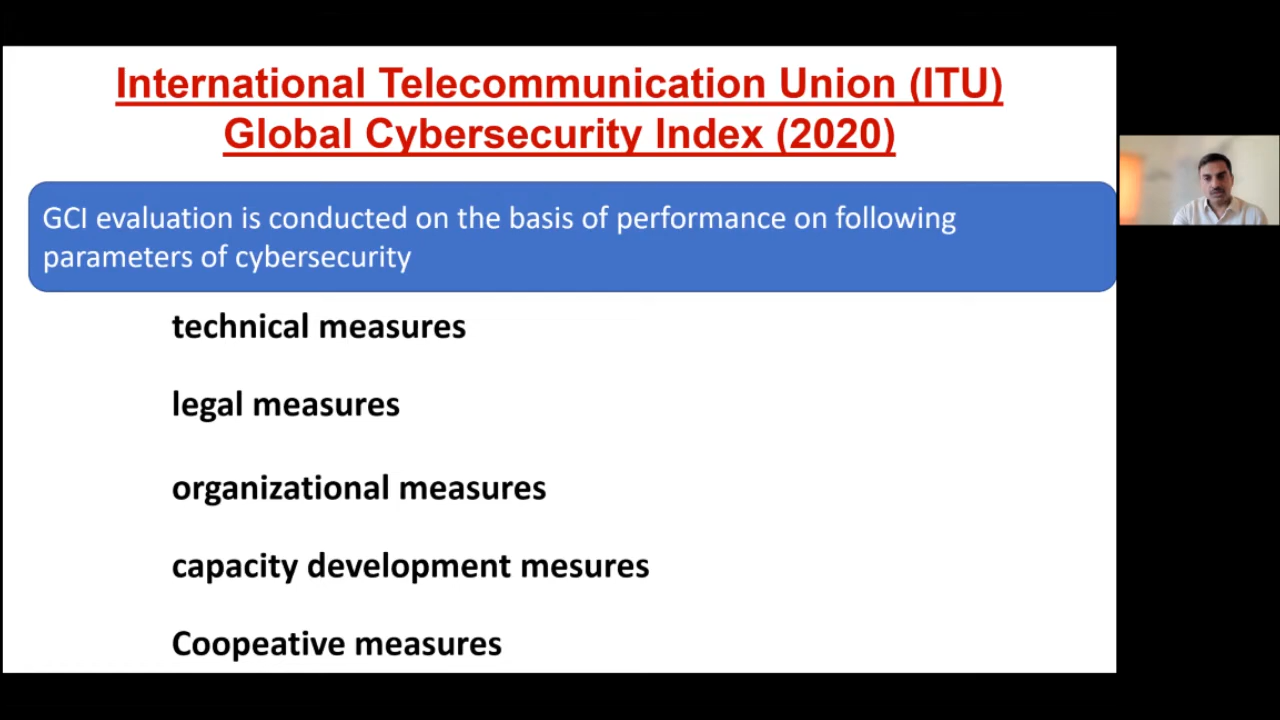 International Telecommunication Union (ITU)
Global Cybersecurity Index (2020)
GCI evaluation is conducted on the basis of performance on following
parameters of cybersecurity
technical measures
legal measures
organizational measures
capacity development mesures
Coopeative measures